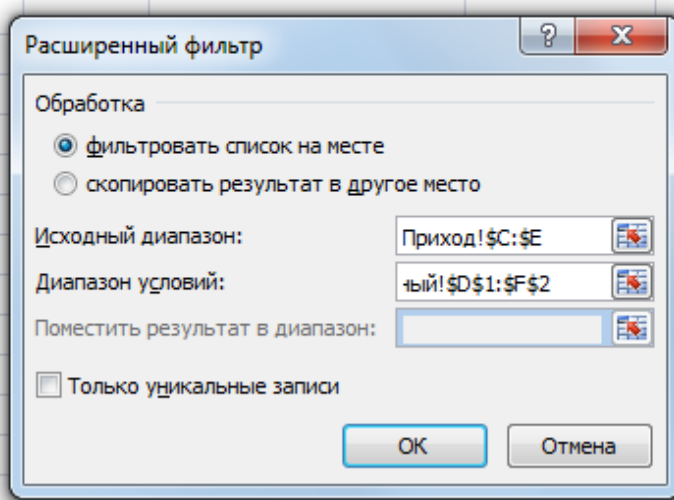 Расширенный фильтр
Обработка
фильтровать список на месте
скопировать результат в другое место
Исходный диапазон: Приход!$C:$E
Диапазон условий: ный!$D$1:$F$2
Поместить результат в диапазон:
Только уникальные записи
ОК Отмена